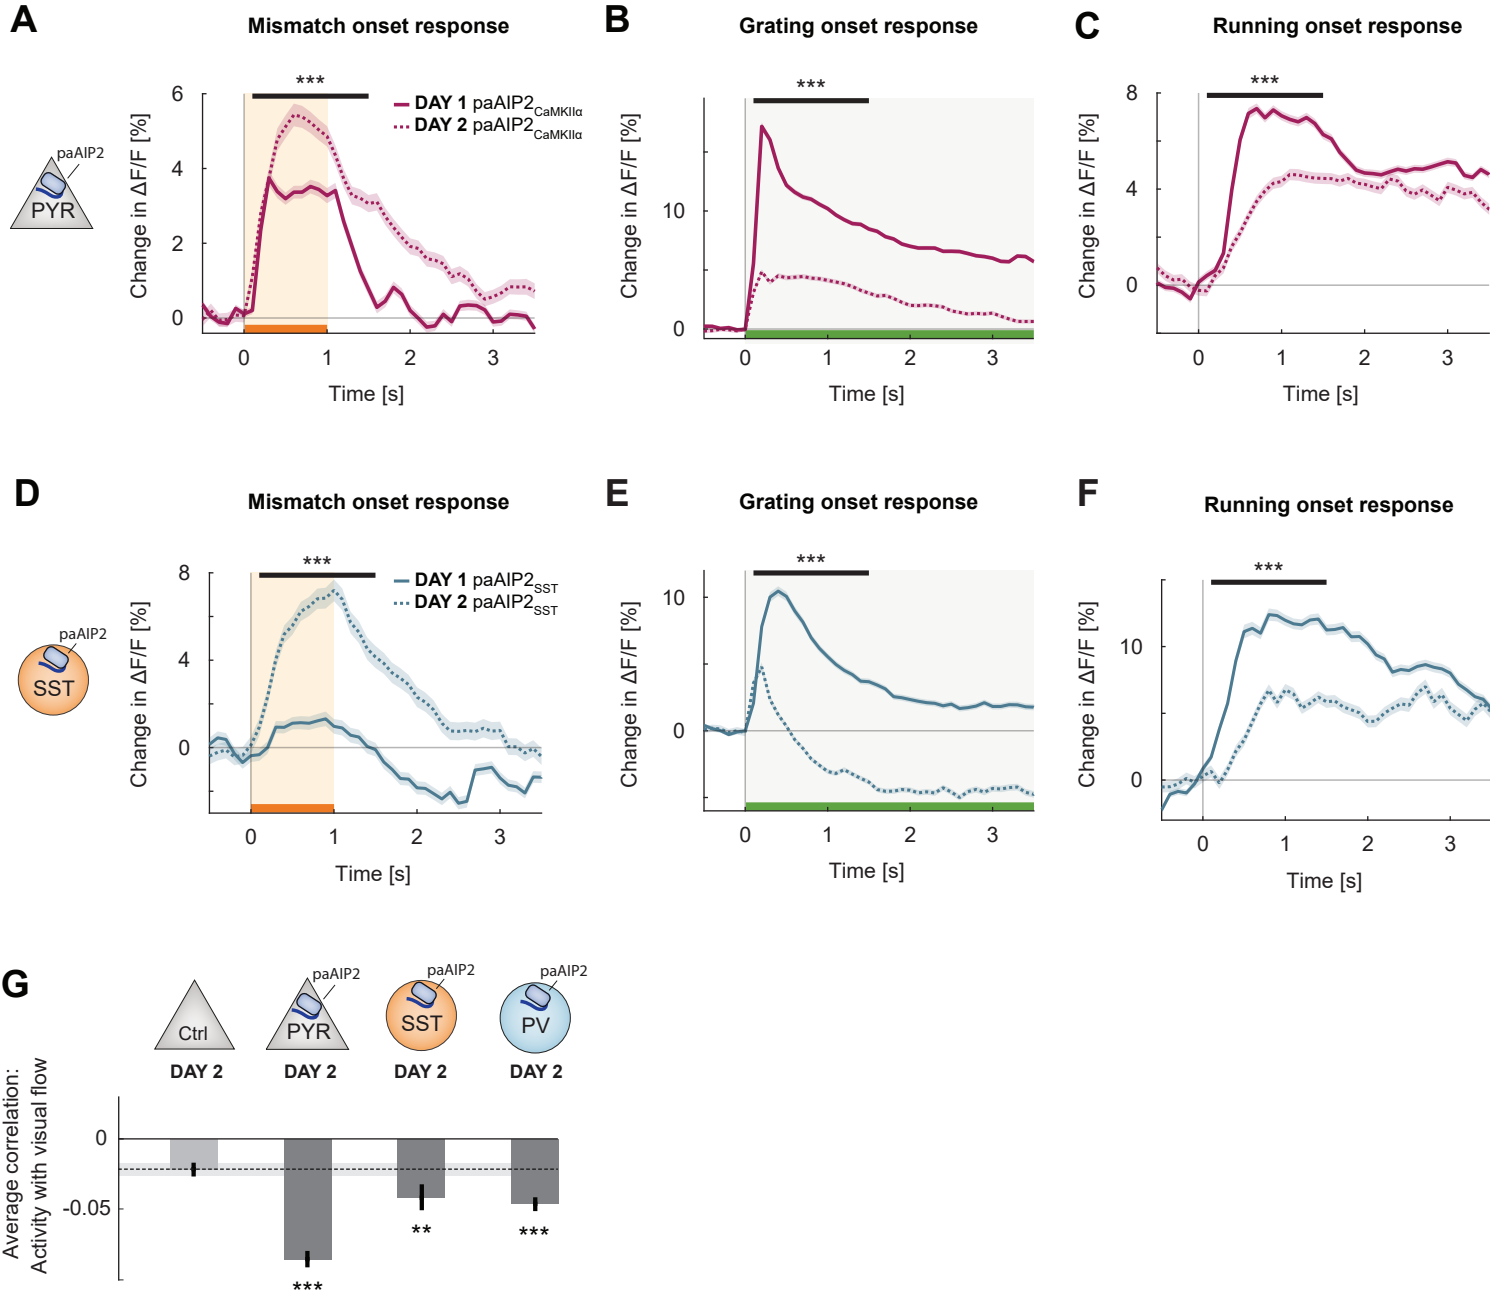 A
Mismatch onset response
***
DAY 1 paAIP2CaMKIIα
DAY 2 paAIP2CaMKIIα
paAIP2
PYR
Change in ΔF/F [%]
6
4
2
0
0 1 2 3
Time [s]
B
Grating onset response
***
Change in ΔF/F [%]
10
0
0 1 2 3
Time [s]
C
Running onset response
***
Change in ΔF/F [%]
8
4
0
0 1 2 3
Time [s]
D
Mismatch onset response
***
DAY 1 paAIP2SST
DAY 2 paAIP2SST
paAIP2
SST
Change in ΔF/F [%]
8
4
0
0 1 2 3
Time [s]
E
Grating onset response
***
Change in ΔF/F [%]
10
0
0 1 2 3
Time [s]
F
Running onset response
***
Change in ΔF/F [%]
10
0
0 1 2 3
Time [s]
G
paAIP2 paAIP2 paAIP2
Ctrl PYR SST PV
DAY 2 DAY 2 DAY 2 DAY 2
Average correlation:
Activity with visual flow
0
-0.05
*** ** ***